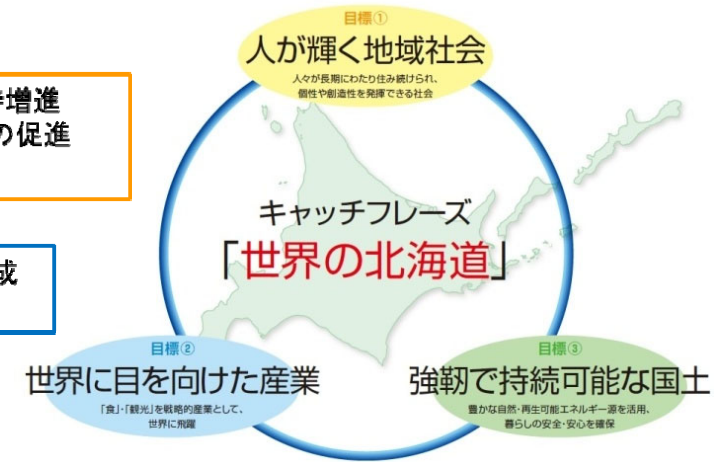 目標①
人が輝く地域社会
人々が長期にわたり住み続けられ、
個性や創造性を発揮できる社会
増進
の促進
成
キャッチフレーズ
「世界の北海道」
目標②
世界に目を向けた産業
「食」・「観光」を戦略的産業として、
世界に飛躍
目標③
強靭で持続可能な国土
豊かな自然・再生可能エネルギー源を活用、
暮らしの安全・安心を確保